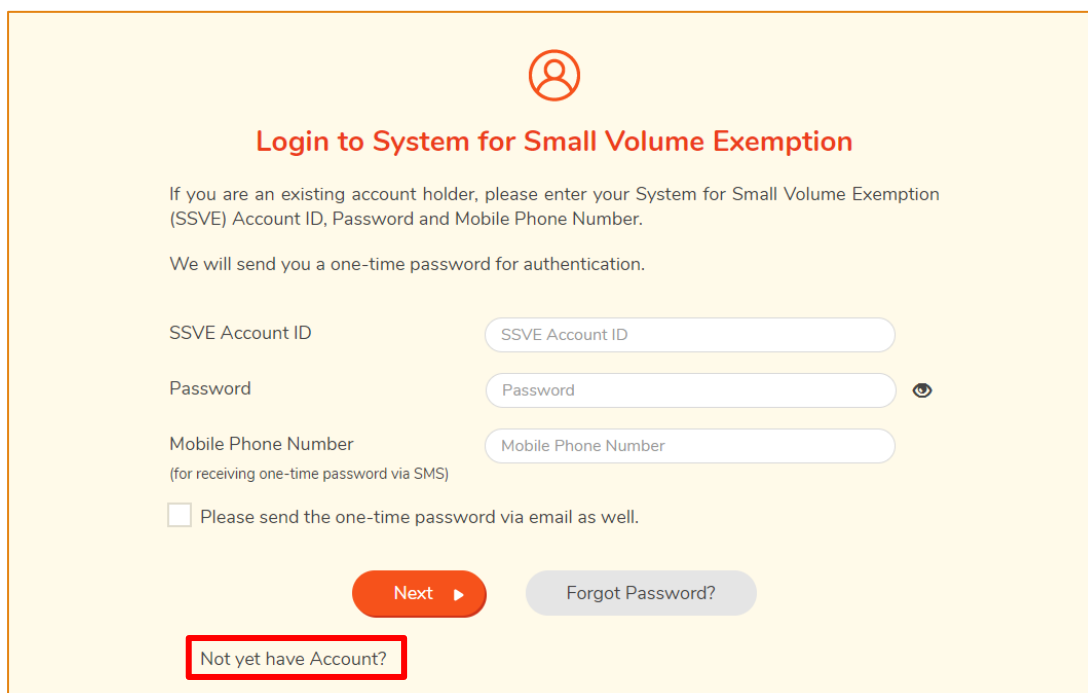 Login to System for Small Volume Exemption
If you are an existing account holder, please enter your System for Small Volume Exemption
(SSVE) Account ID, Password and Mobile Phone Number.
We will send you a one-time password for authentication.
SSVE Account ID
SSVE Account ID
Password
Password
Mobile Phone Number
Mobile Phone Number
(for receiving one-time password via SMS)
Please send the one-time password via email as well.
Next
Forgot Password?
Not yet have Account?